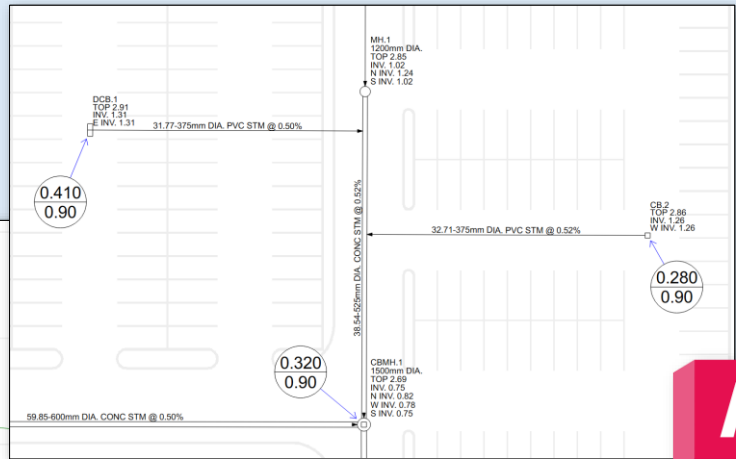 MH.1
1200mm DIA.
TOP 2.85
INV. 1.02
N INV. 1.24
S INV. 1.02
DCB.1
TOP 2.91
INV. 1.31
E INV. 1.31
31.77-375mm DIA. PVC STM @ 0.50%
0.410
0.90
38.54-525mm DIA. CONC STM @ 0.52%
CB.2
TOP 2.86
INV. 1.26
W INV. 1.26
32.71-375mm DIA. PVC STM @ 0.52%
0.280
0.90
0.320
0.90
CBMH.1
1500mm DIA.
TOP 2.69
INV. 0.75
N INV. 0.82
W INV. 0.78
S INV. 0.75
59.85-600mm DIA. CONC STM @ 0.50%